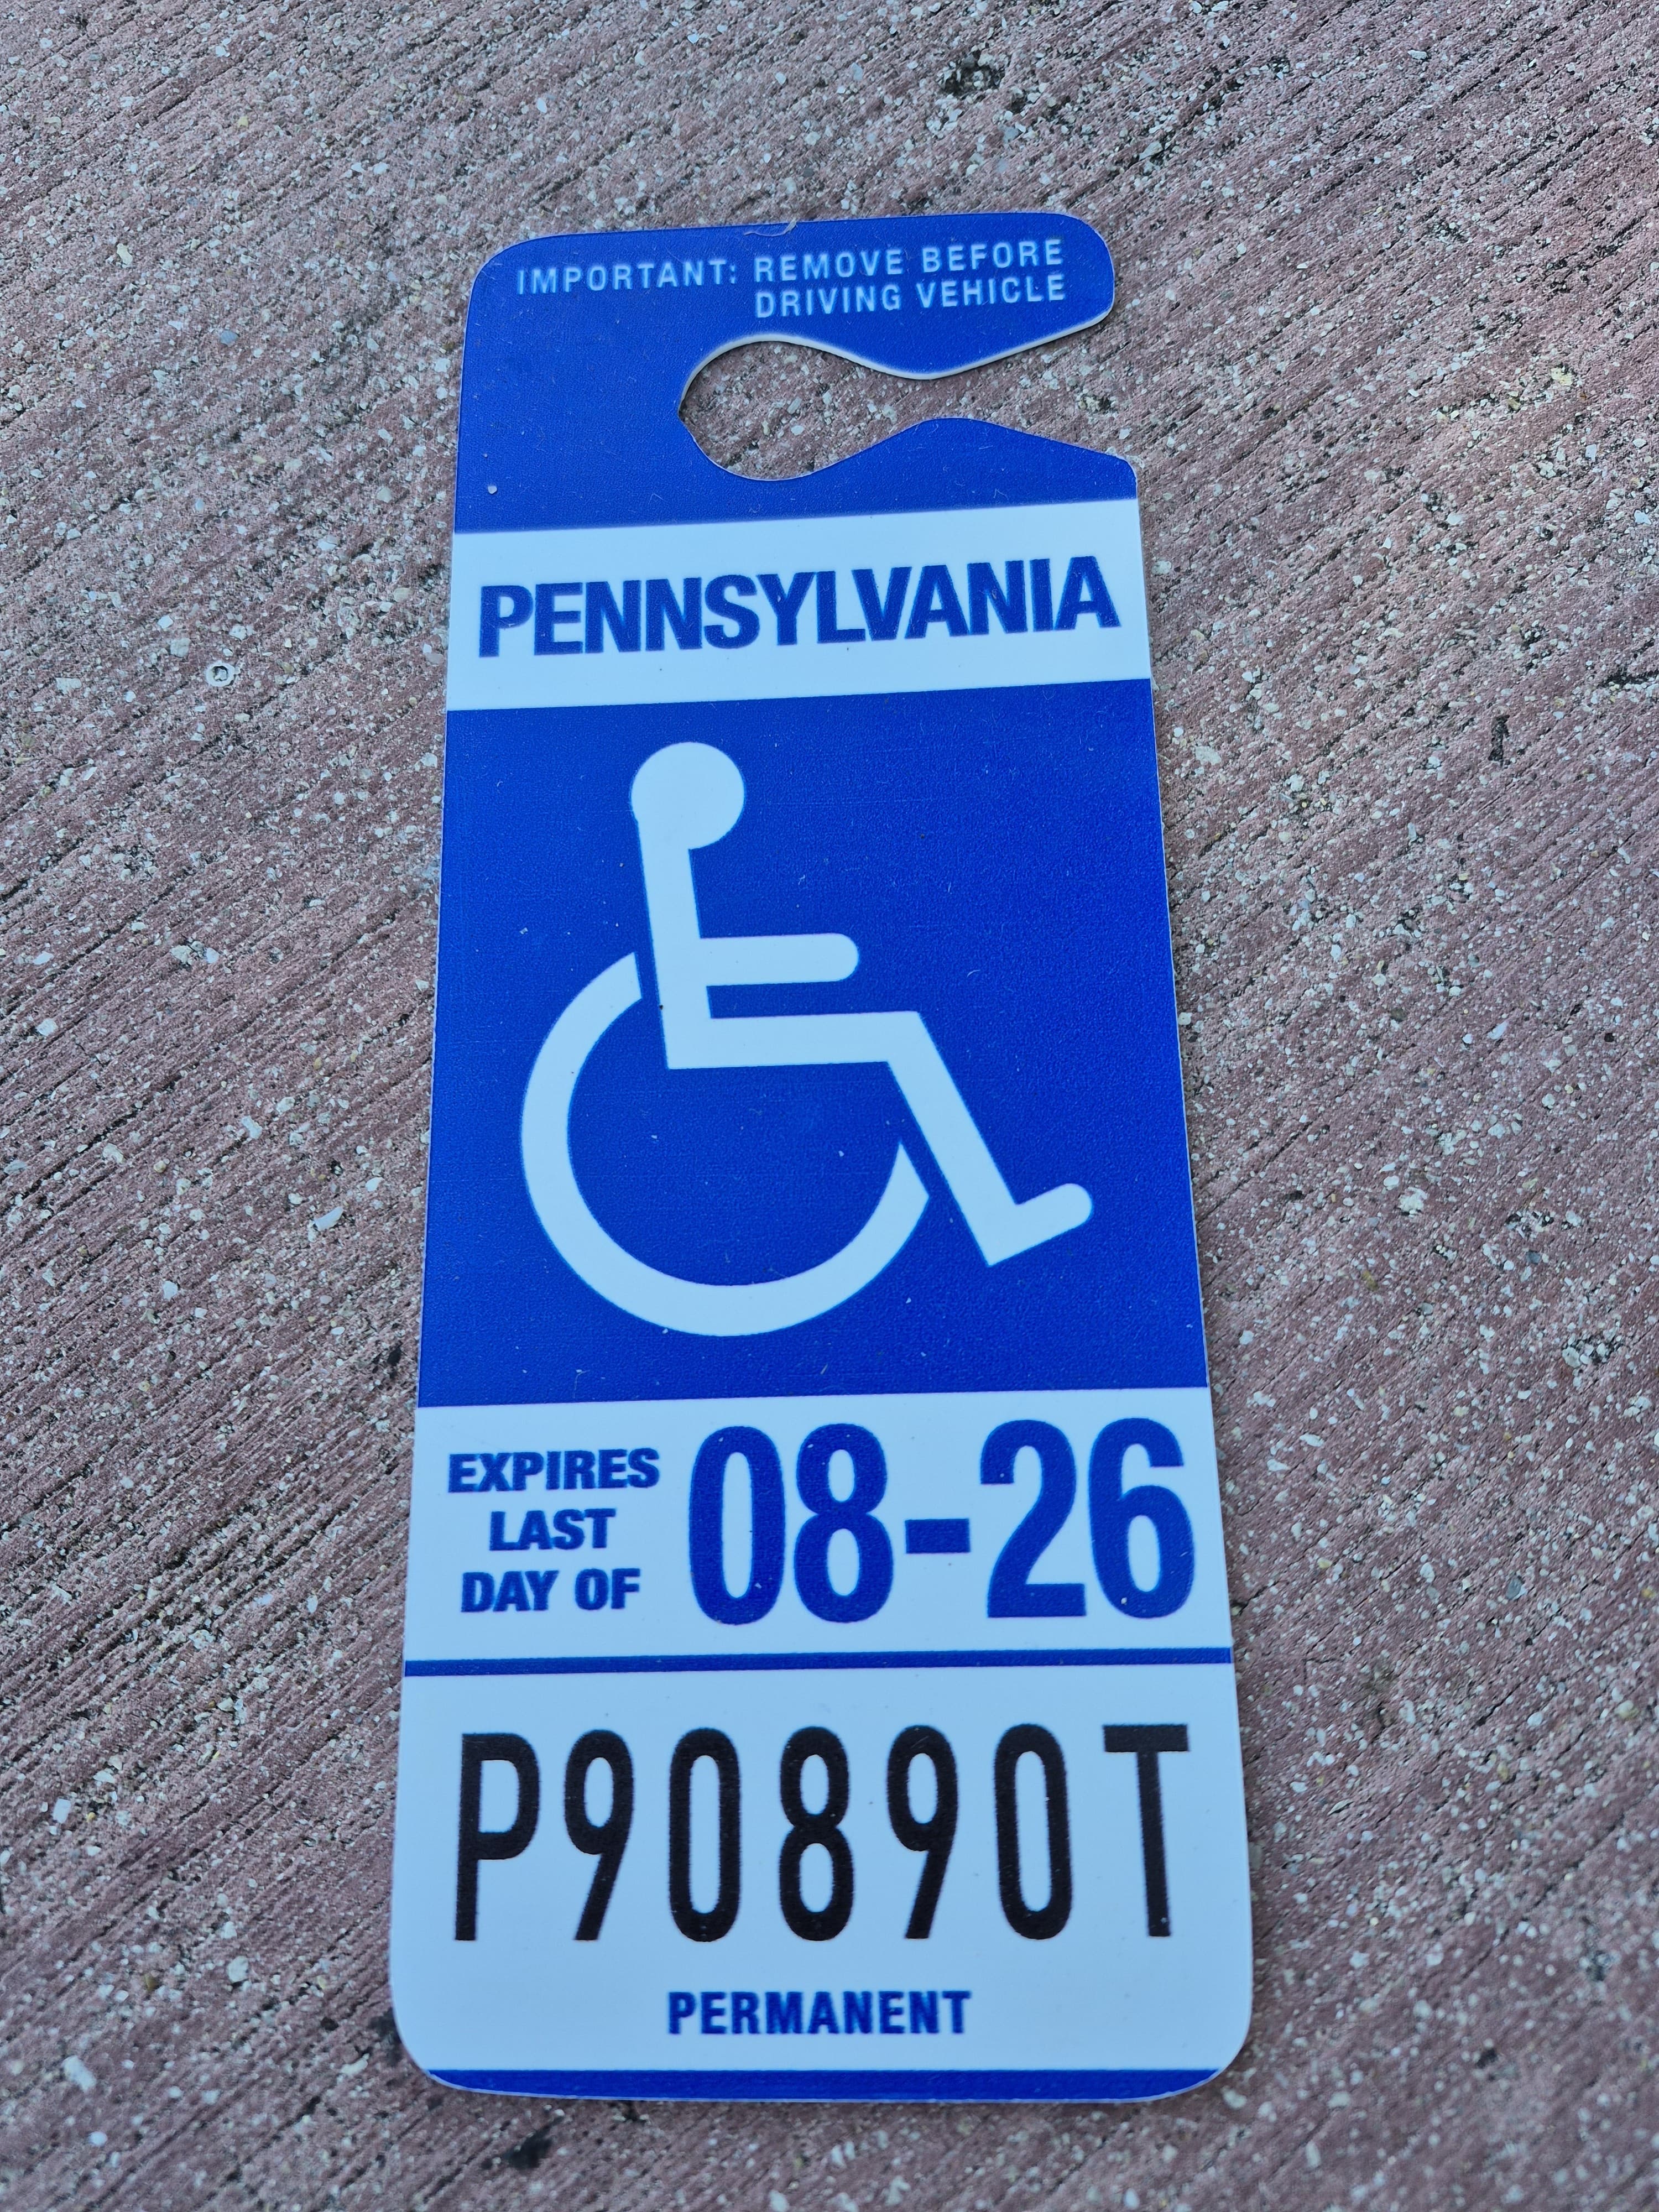 IMPORTANT: REMOVE BEFORE
DRIVING VEHICLE
PENNSYLVANIA
EXPIRES
LAST
DAY OF
08-26
P90890T
PERMANENT